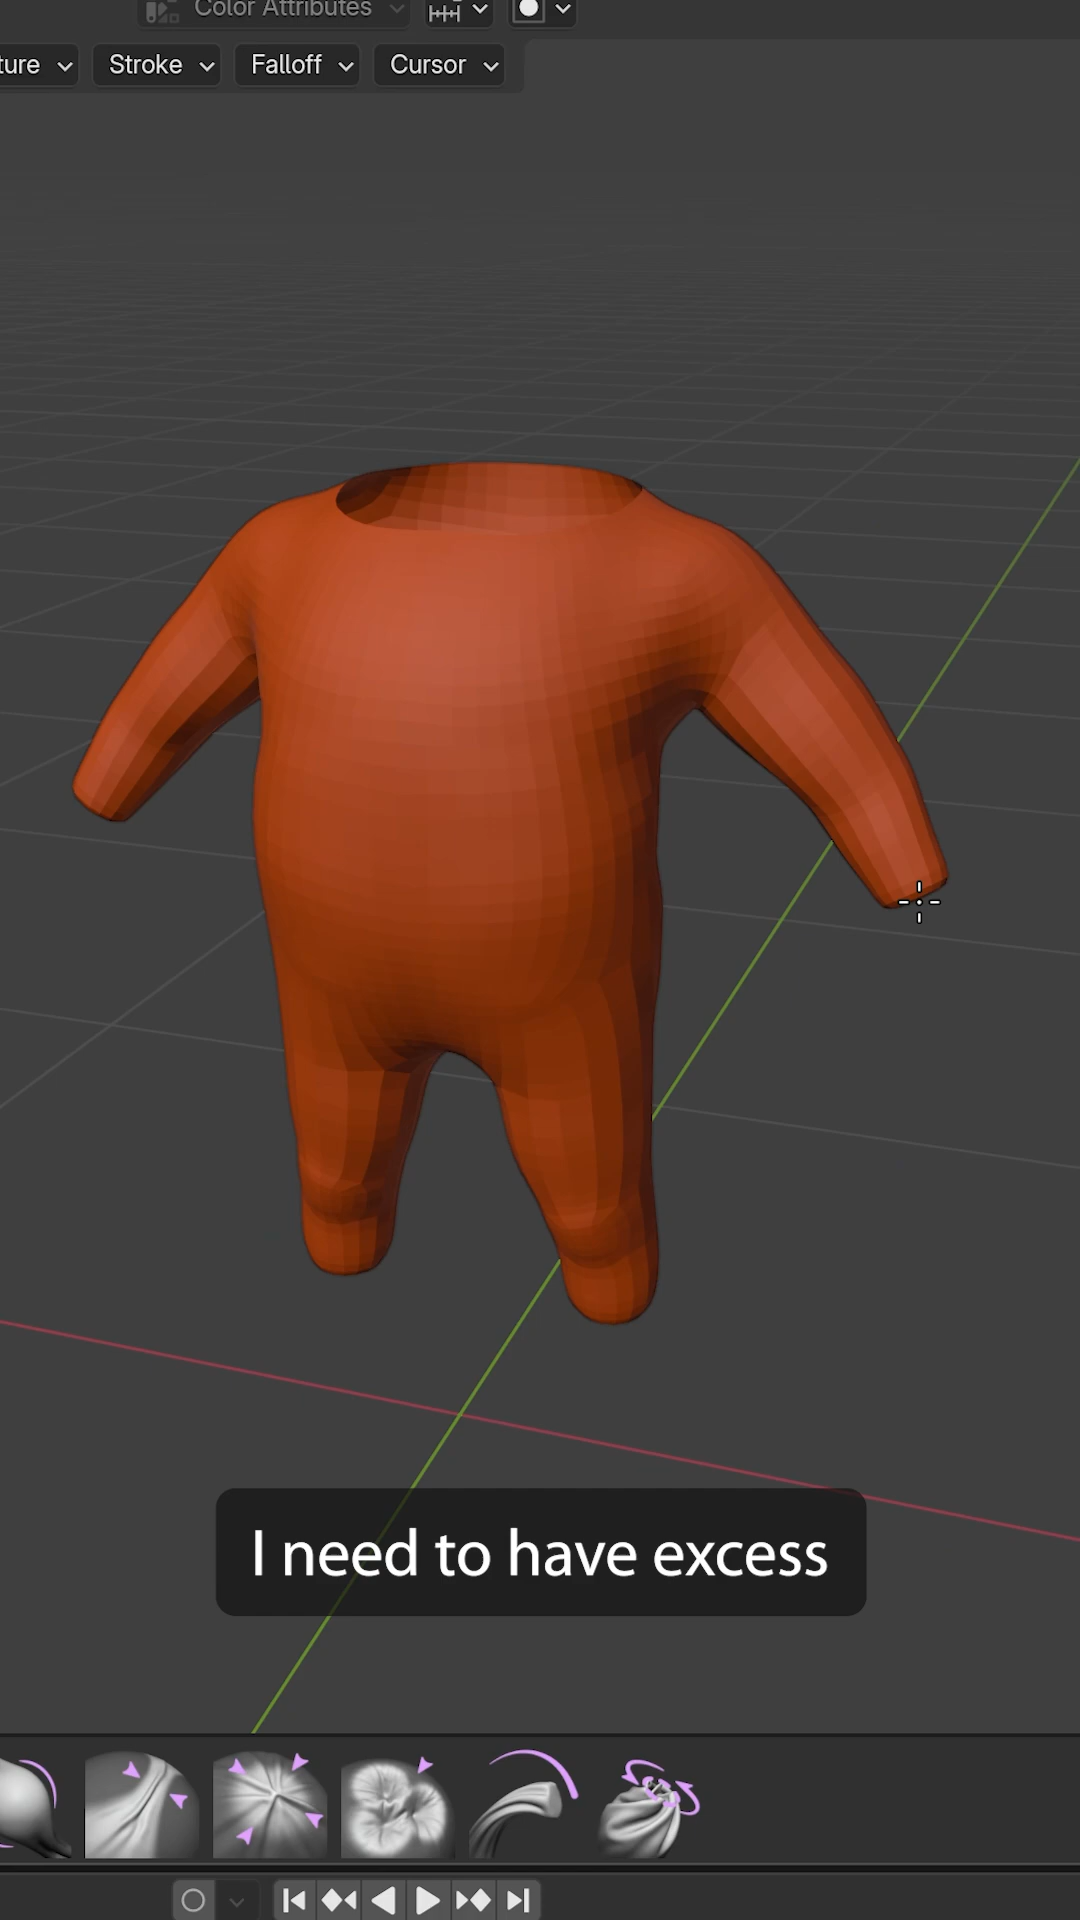 Color Attributes
ture
Stroke
Falloff
Cursor
I need to have excess